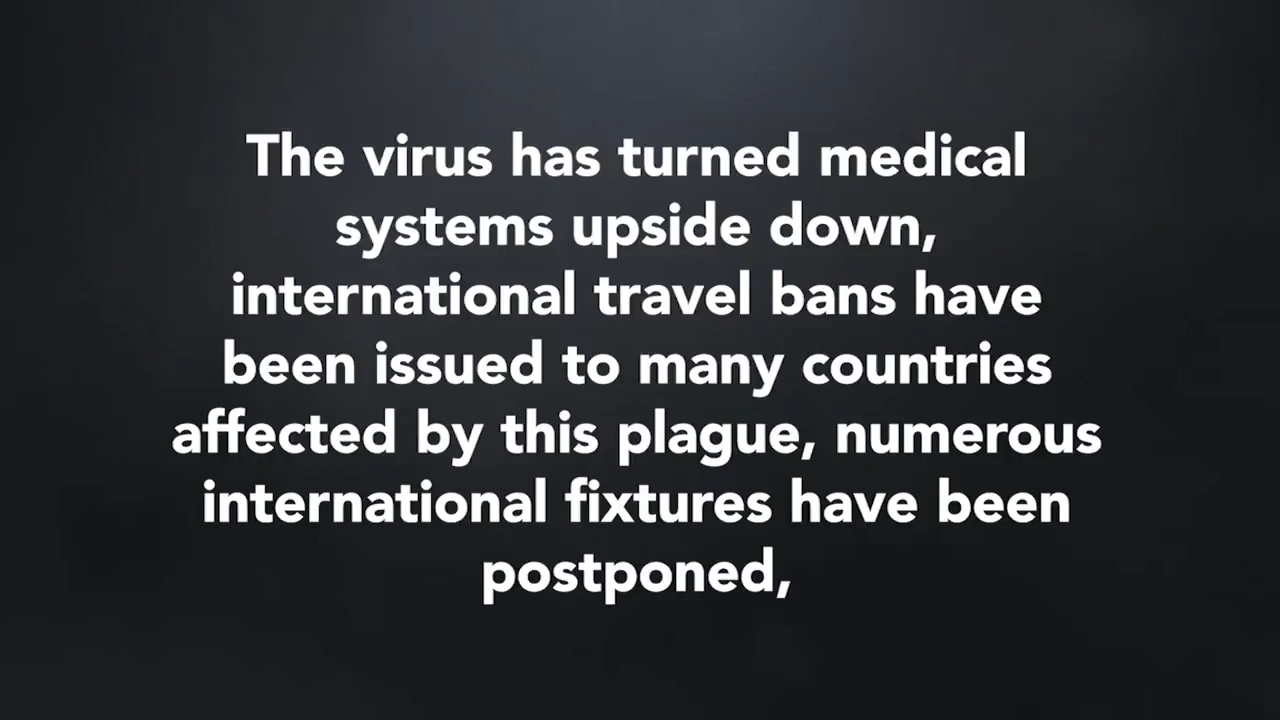 The virus has turned medical
systems upside down,
international travel bans have
been issued to many countries
affected by this plague, numerous
international fixtures have been
postponed,